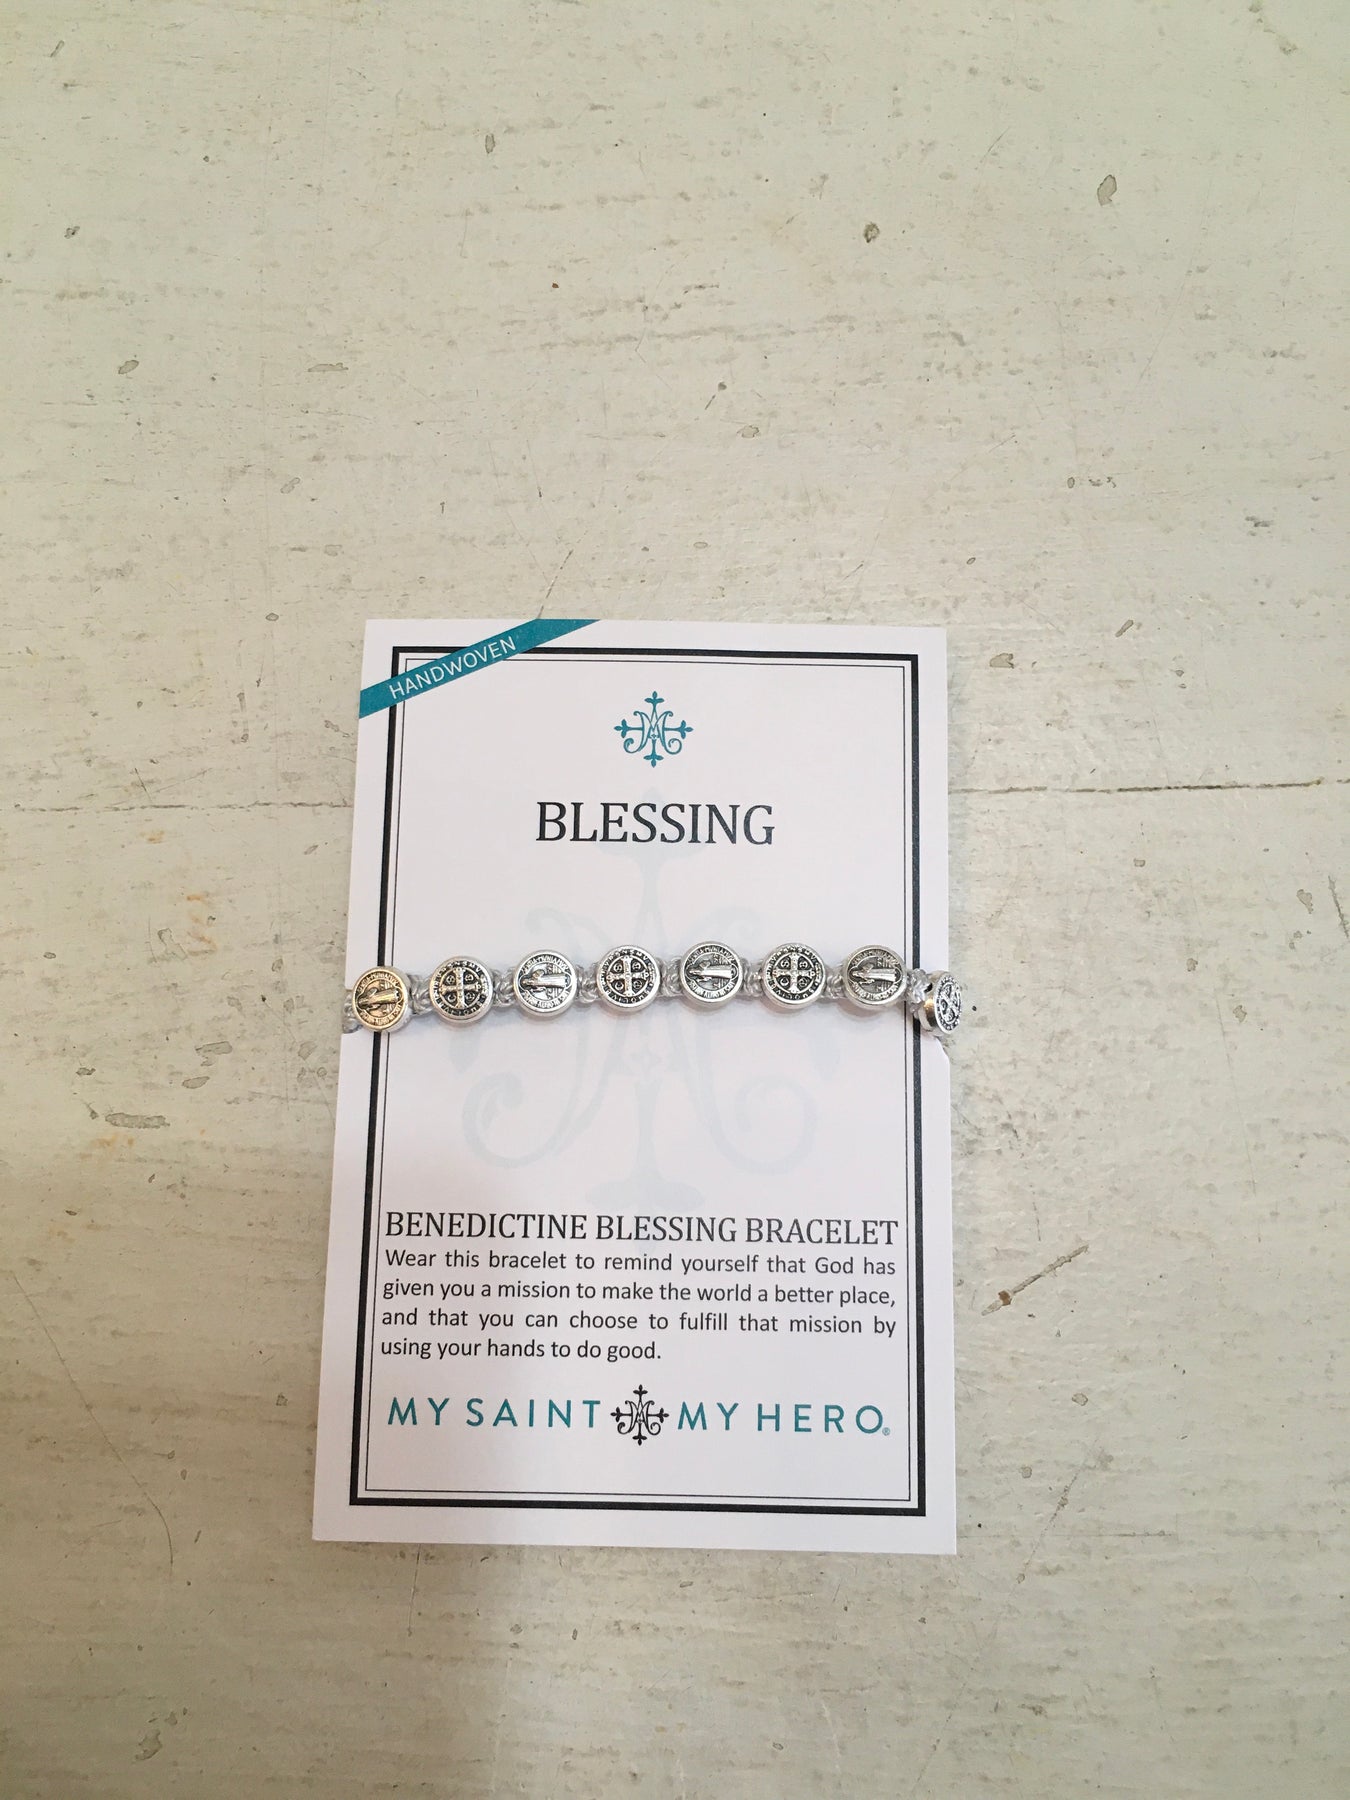 HANDWOVEN
BLESSING
BENEDICTINE BLESSING BRACELET
Wear this bracelet to remind yourself that God has
given you a mission to make the world a better place,
and that you can choose to fulfill that mission by
using your hands to do good.
MY SAINT MY HERO®